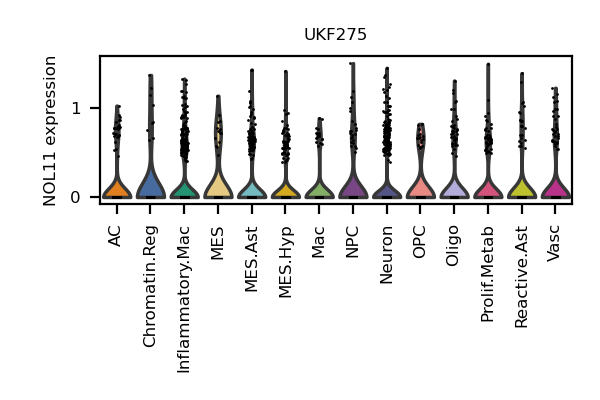 UKF275
NOL11 expression
1
0
AC
Chromatin.Reg
Inflammatory.Mac
MES
MES.Ast
MES.Hyp
Mac
NPC
Neuron
OPC
Oligo
Prolif.Metab
Reactive.Ast
Vasc